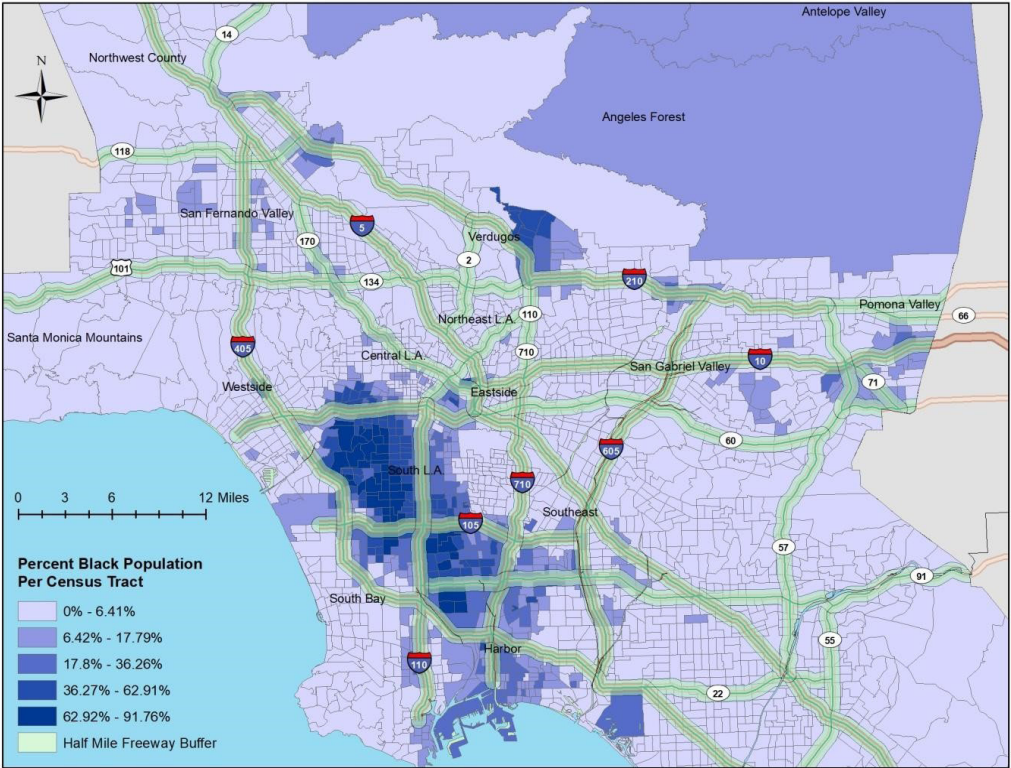 Antelope Valley
14
Northwest County
N
Angeles Forest
118
San Fernando Valley
5
170
Verdugos
101
2
134
210
Pomona Valley
110
66
Northeast L.A.
Santa Monica Mountains
405
710
Central L.A.
10
San Gabriel Valley
71
Westside
Eastside
60
605
South L.A.
710
0 3 6 12 Miles
105
Southeast
57
Percent Black Population
Per Census Tract
91
0% - 6.41%
South Bay
6.42% - 17.79%
55
Harbor
17.8% - 36.26%
110
36.27% - 62.91%
22
62.92% - 91.76%
Half Mile Freeway Buffer